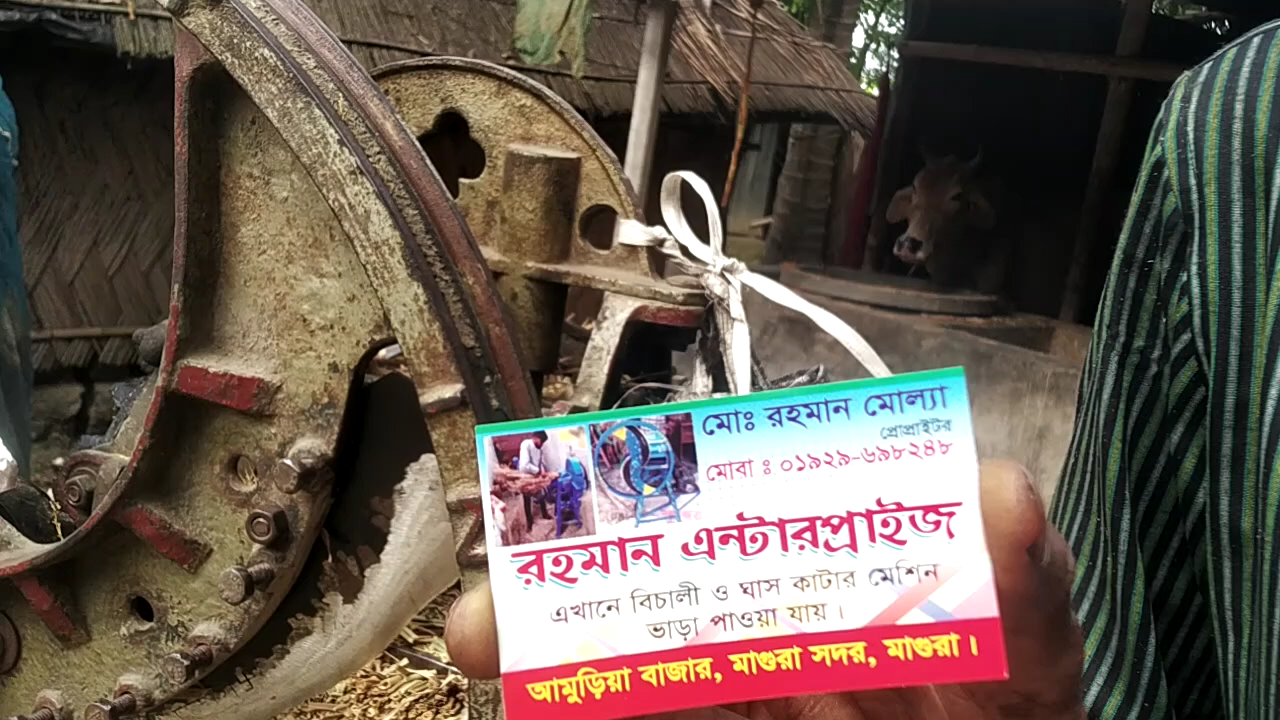 মোঃ রহমান মোল্যা
প্রোপ্রাইটর
মোবা ঃ ০১৯২৯-৬৯৮২৪৮
রহমান এন্টারপ্রাইজ
এখানে বিচালী ও ঘাস কাটার মেশিন
ভাড়া পাওয়া যায়।
আমুড়িয়া বাজার, মাগুরা সদর, মাগুরা।